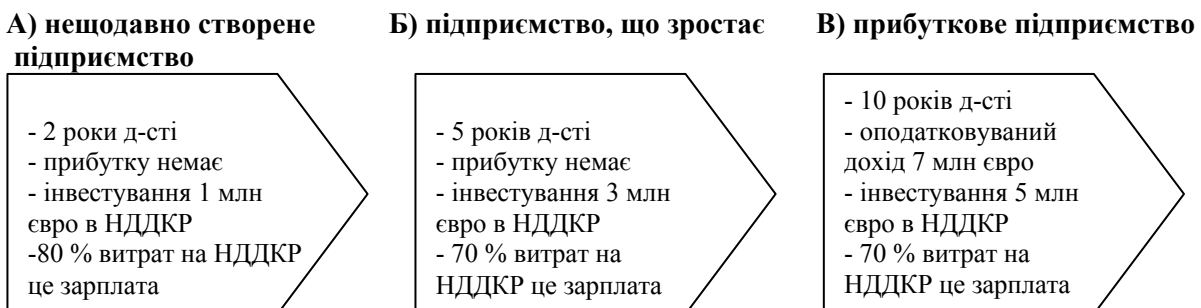 А) нещодавно створене
підприємство
- 2 роки д-сті
- прибутку немає
- інвестування 1 млн
євро в НДДКР
-80 % витрат на НДДКР
це зарплата
Б) підприємство, що зростає
- 5 років д-сті
- прибутку немає
- інвестування 3 млн
євро в НДДКР
- 70 % витрат на
НДДКР це зарплата
В) прибуткове підприємство
- 10 років д-сті
- оподатковуваний
дохід 7 млн євро
- інвестування 5 млн
євро в НДДКР
- 70 % витрат на
НДДКР це зарплата